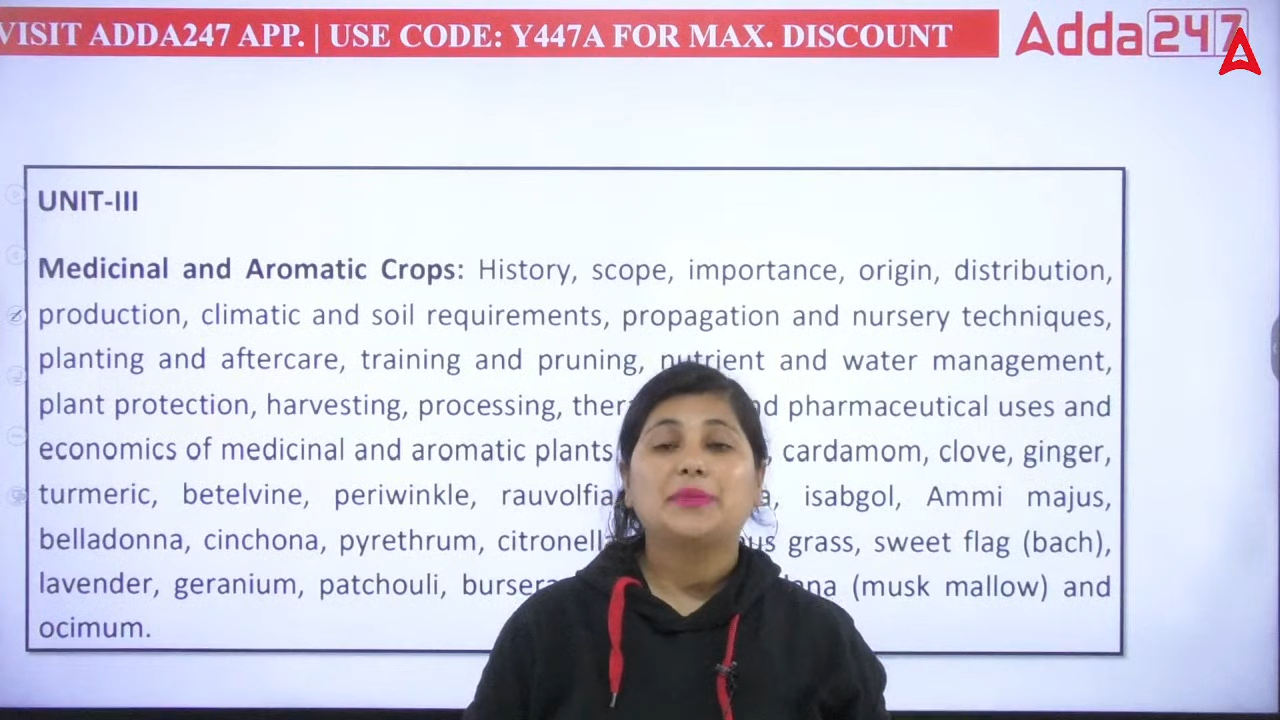 VISIT ADDA247 APP. | USE CODE: Y447A FOR MAX. DISCOUNT
Adda247
UNIT-III
Medicinal and Aromatic Crops: History, scope, importance, origin, distribution,
production, climatic and soil requirements, propagation and nursery techniques,
planting and aftercare, training and pruning, nutrient and water management,
plant protection, harvesting, processing, and pharmaceutical uses and
economics of medicinal and aromatic plants cardamom, clove, ginger,
turmeric, betelvine, periwinkle, rauvolfia isabgol, Ammi majus,
belladonna, cinchona, pyrethrum, citronella grass, sweet flag (bach),
lavender, geranium, patchouli, (musk mallow) and
ocimum.